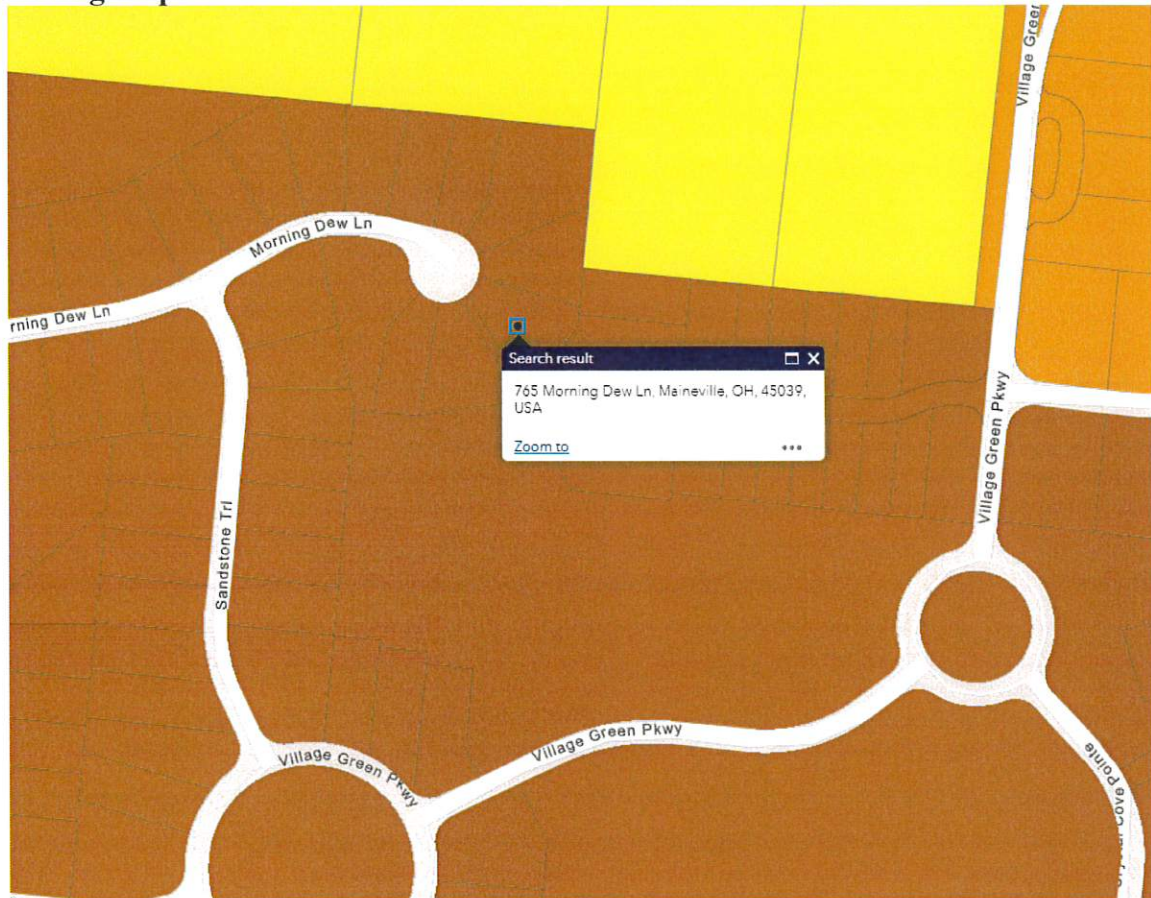 Village Green
Morning Dew Ln
rning Dew Ln
Search result
765 Morning Dew Ln, Maineville, OH, 45039,
USA
Zoom to
Village Green Pkwy
Sandstone Trl
Village Green Pkwy
Village Green Pkwy
Cove Pointe